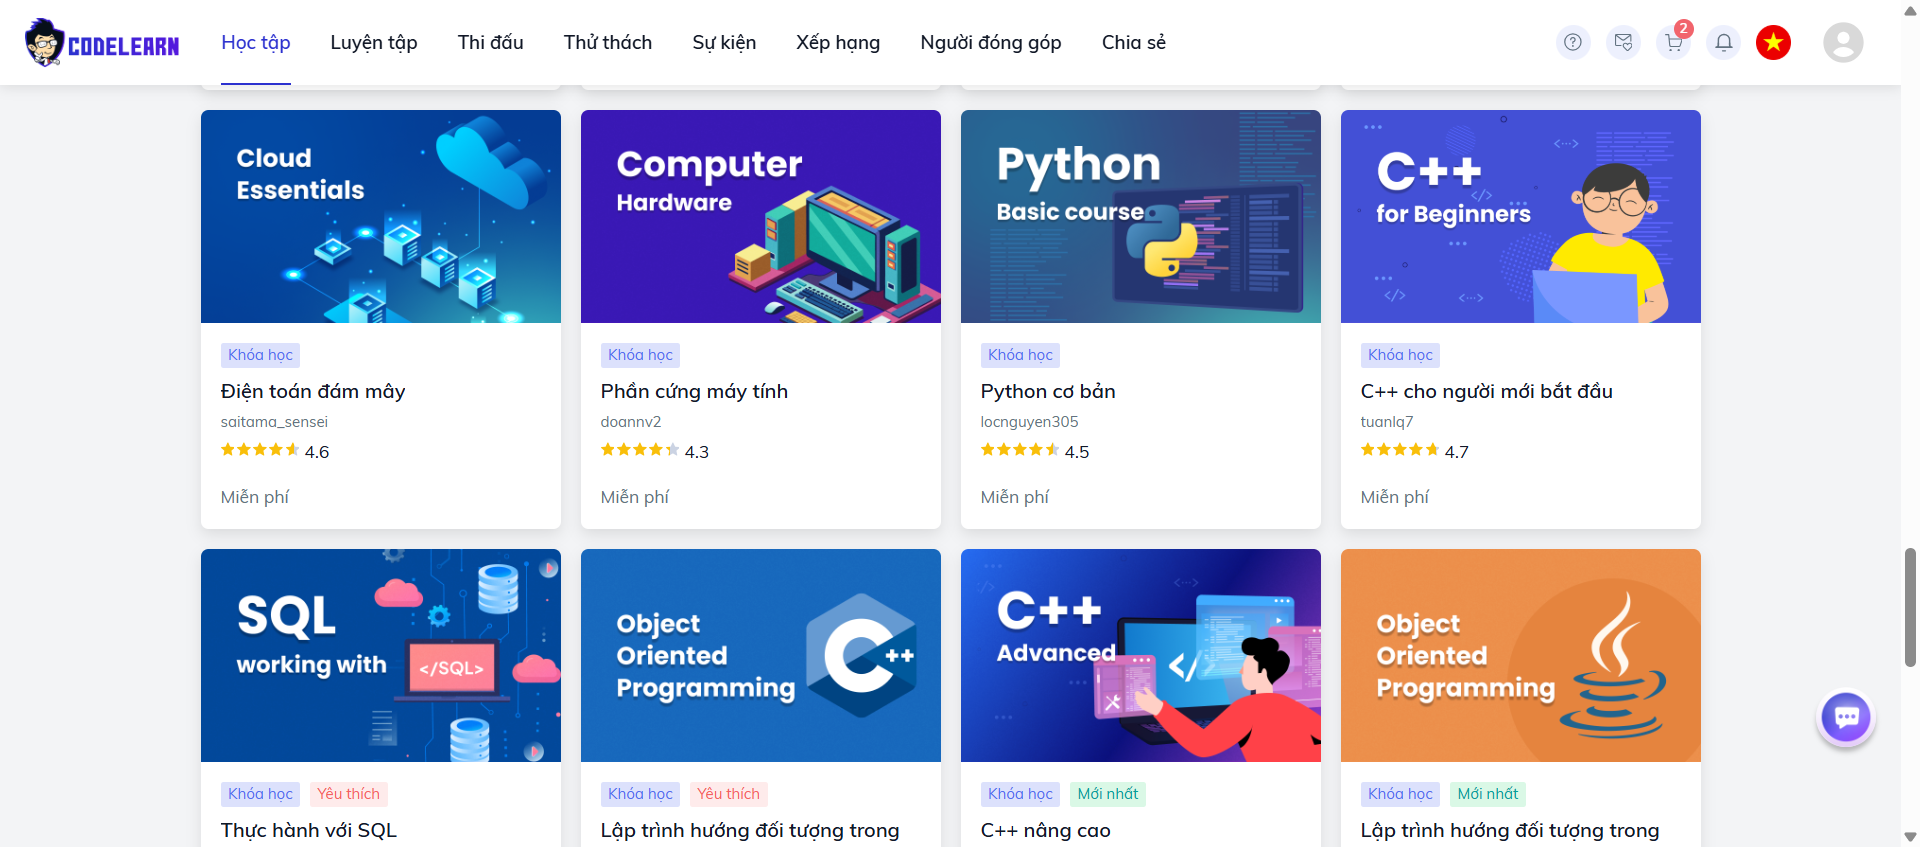 CODELEARN
Học tập
Luyện tập
Thi đấu
Thử thách
Sự kiện
Xếp hạng
Người đóng góp
Chia sẻ
2
Cloud
Essentials
Khóa học
Điện toán đám mây
saitama_sensei
4.6
Miễn phí
Computer
Hardware
Khóa học
Phần cứng máy tính
doannv2
4.3
Miễn phí
Python
Basic course
Khóa học
Python cơ bản
locnguyen305
4.5
Miễn phí
C++
for Beginners
Khóa học
C++ cho người mới bắt đầu
tuanlq7
4.7
Miễn phí
SQL
working with
</SQL>
Khóa học
Yêu thích
Thực hành với SQL
Object
Oriented
Programming
C++
Khóa học
Yêu thích
Lập trình hướng đối tượng trong
C++
Advanced
</
Khóa học
Mới nhất
C++ nâng cao
Object
Oriented
Programming
Khóa học
Mới nhất
Lập trình hướng đối tượng trong